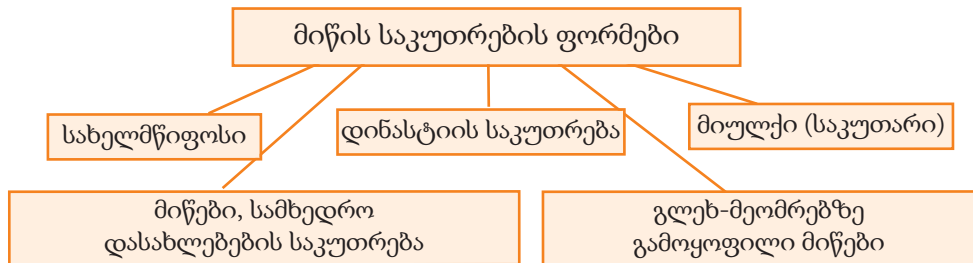 მიწის საკუთრების ფორმები
სახელმწიფოსი
დინასტიის საკუთრება
მიულქი (საკუთარი)
მიწები, სამხედრო
დასახლებების საკუთრება
გლეხ-მეომრებზე
გამოყოფილი მიწები